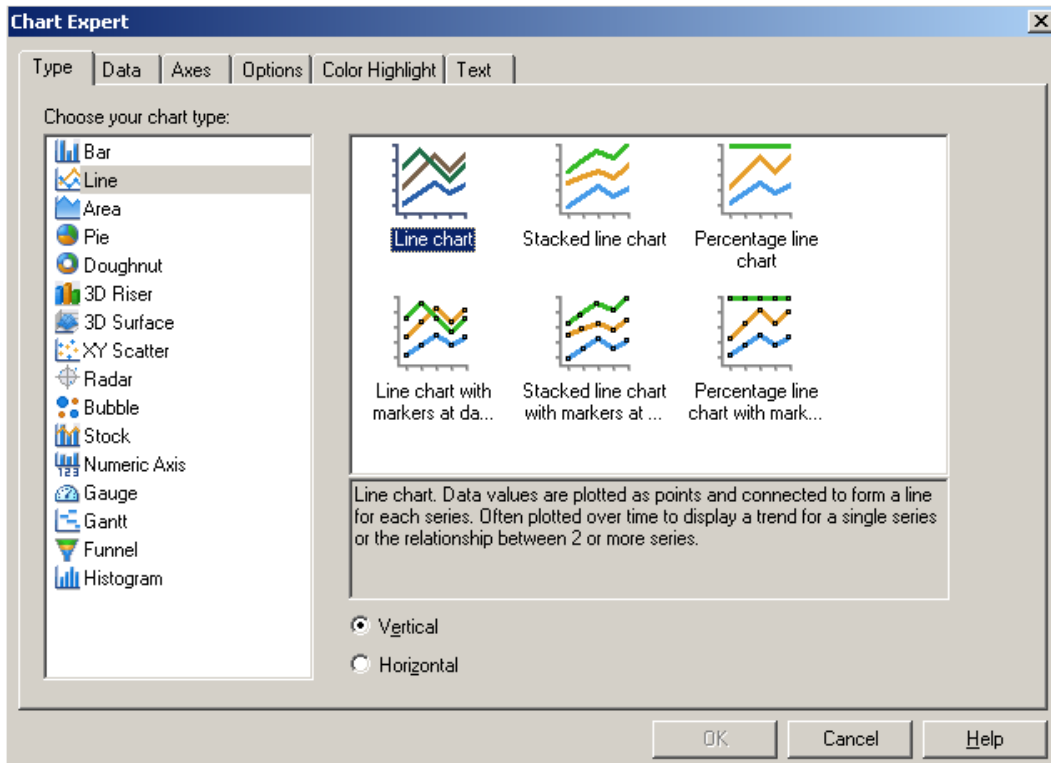 Chart Expert
Type
Data
Axes
Options
Color Highlight
Text
Choose your chart type:
Bar
Line
Area
Pie
Doughnut
3D Riser
3D Surface
XY Scatter
Radar
Bubble
Stock
123
Numeric Axis
Gauge
Gantt
Funnel
Histogram
Line chart
Stacked line chart
Percentage line
chart
Line chart with
markers at da...
Stacked line chart
with markers at ...
Percentage line
chart with mark...
Line chart. Data values are plotted as points and connected to form a line
for each series. Often plotted over time to display a trend for a single series
or the relationship between 2 or more series.
Vertical
Horizontal
OK
Cancel
Help